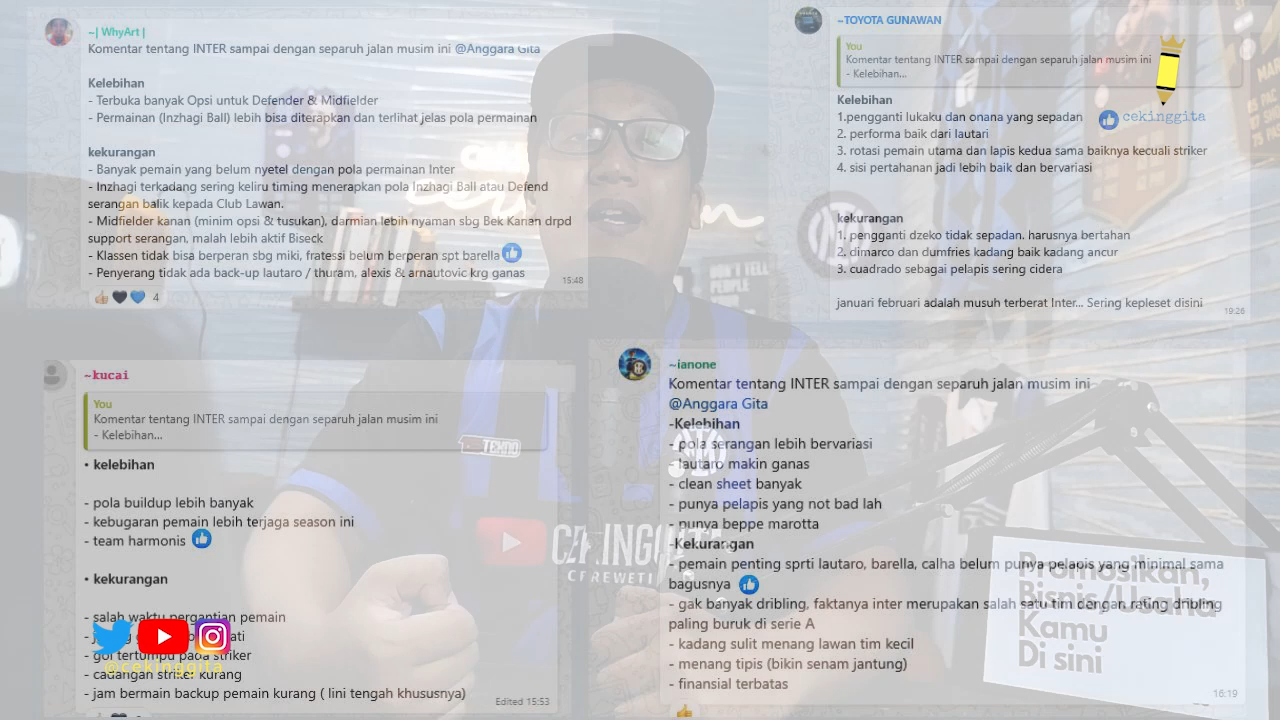 ~| WhyArt |
Komentar tentang INTER sampai dengan separuh jalan musim ini @Anggara Gita
Kelebihan
- Terbuka banyak Opsi untuk Defender & Midfielder
- Permainan (Inzhagi Ball) lebih bisa diterapkan dan terlihat jelas pola permainan
kekurangan
- Banyak pemain yang belum nyetel dengan pola permainan Inter
- Inzhagi terkadang sering keliru timing menerapkan pola Inzhagi Ball atau Defend
serangan balik kepada Club Lawan.
- Midfielder kanan (minim opsi & tusukan), darmian lebih nyaman sbg Bek Kanan drpd
support serangan, malah lebih aktif Biseck
- Klassen tidak bisa berperan sbg miki, fratessi belum berperan spt barella
- Penyerang tidak ada back-up lautaro / thuram, alexis & arnautovic krg ganas
15:48
4
~TOYOTA GUNAWAN
You
Komentar tentang INTER sampai dengan separuh jalan musim ini
- Kelebihan...
Kelebihan
1.pengganti lukaku dan onana yang sepadan
2. performa baik dari lautari
3. rotasi pemain utama dan lapis kedua sama baiknya kecuali striker
4. sisi pertahanan jadi lebih baik dan bervariasi
kekurangan
1. pengganti dzeko tidak sepadan. harusnya bertahan
2. dimarco dan dumfries kadang baik kadang ancur
3. cuadrado sebagai pelapis sering cidera
januari februari adalah musuh terberat Inter... Sering kepleset disini
19:26
cekinggita
DON'T TELL
PEOPLE
~kucai
You
Komentar tentang INTER sampai dengan separuh jalan musim ini
- Kelebihan...
• kelebihan
- pola buildup lebih banyak
- kebugaran pemain lebih terjaga season ini
- team harmonis
• kekurangan
- salah waktu pergantian pemain
- gol tertumpu pada striker
- cadangan striker kurang
- jam bermain backup pemain kurang ( lini tengah khususnya)
Edited 15:53
@cekinggita
~ianone
Komentar tentang INTER sampai dengan separuh jalan musim ini
@Anggara Gita
-Kelebihan
- pola serangan lebih bervariasi
- lautaro makin ganas
- clean sheet banyak
- punya pelapis yang not bad lah
- punya beppe marotta
-Kekurangan
- pemain penting sprti lautaro, barella, calha belum punya pelapis yang minimal sama
bagusnya
- gak banyak dribling, faktanya inter merupakan salah satu tim dengan rating dribling
paling buruk di serie A
- kadang sulit menang lawan tim kecil
- menang tipis (bikin senam jantung)
- finansial terbatas
16:19
TEKNO
CEKINGGITA
Promosikan,
Bisnis/Usaha
Kamu
Di sini